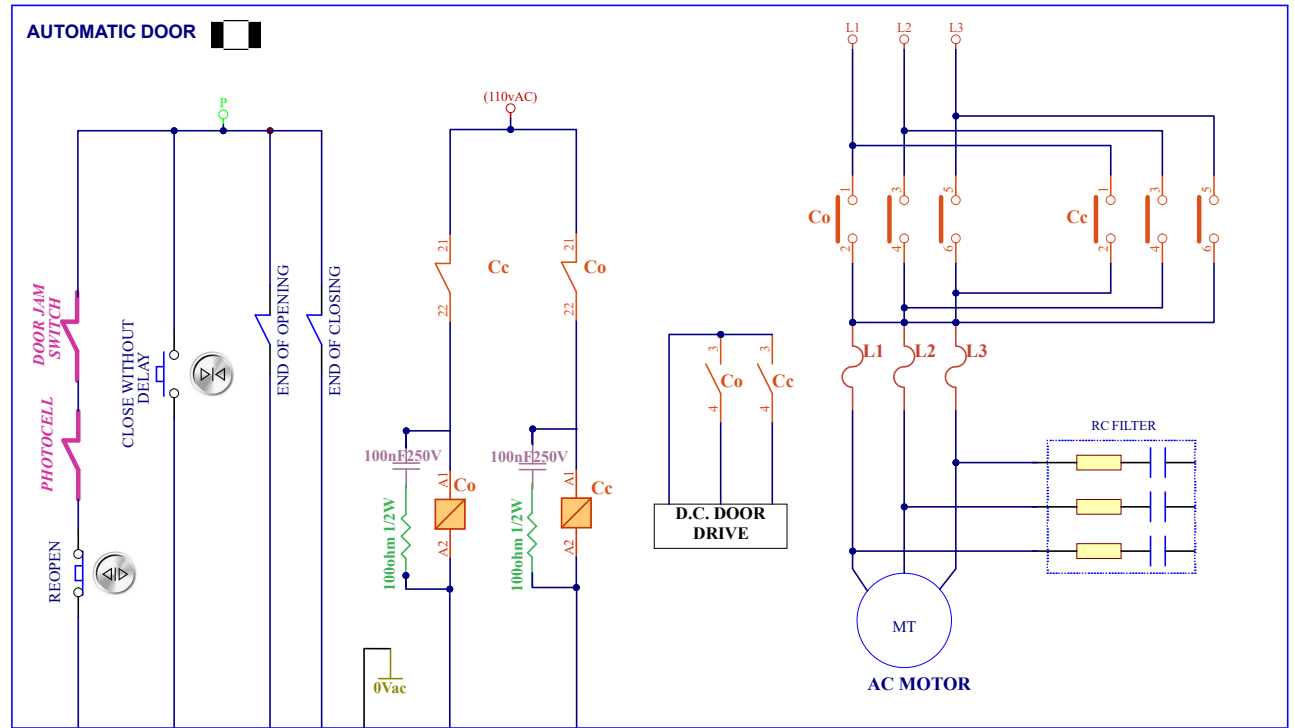 AUTOMATIC DOOR
P
(110vAC)
L1
L2
L3
DOOR JAM
SWITCH
PHOTOCELL
REOPEN
CLOSE WITHOUT
DELAY
END OF OPENING
END OF CLOSING
21
Cc
22
21
Co
22
100nF250V
100ohm 1/2W
A1
Co
A2
100nF250V
100ohm 1/2W
A1
Cc
A2
0Vac
3
Co
4
3
Cc
4
D.C. DOOR
DRIVE
Co
1
3
5
2
4
6
Cc
1
3
5
2
4
6
L1
L2
L3
RC FILTER
MT
AC MOTOR